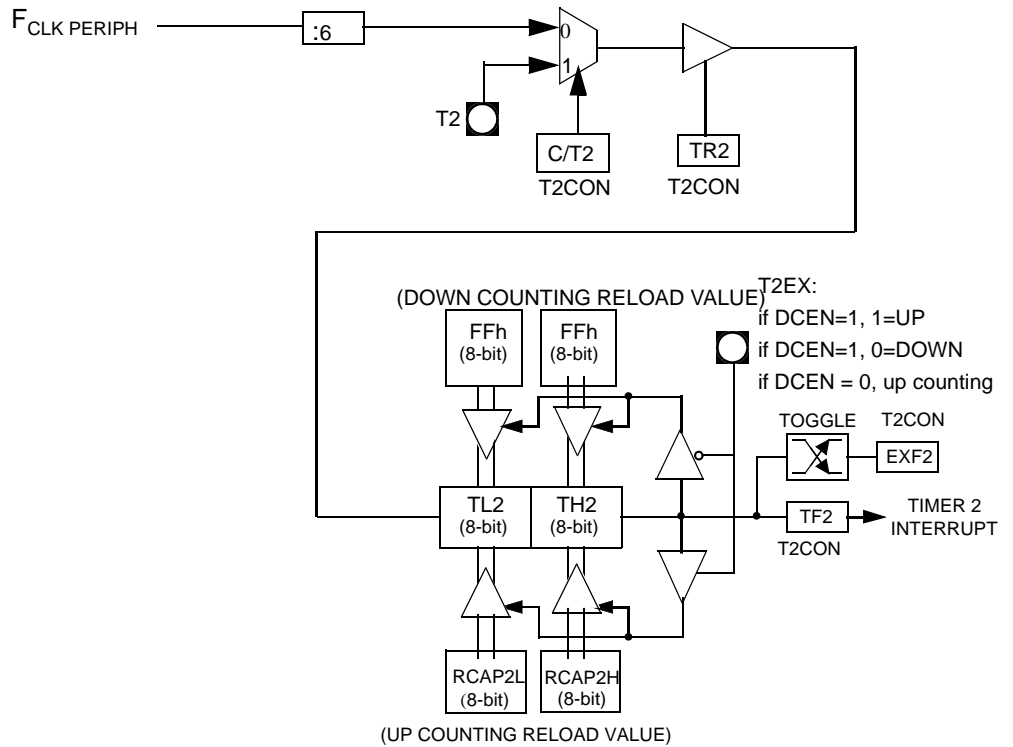 F CLK PERIPH
:6
0
1
T2
C/T2
TR2
T2CON
T2CON
T2EX:
(DOWN COUNTING RELOAD VALUE)
if DCEN=1, 1=UP
FFh
(8-bit)
FFh
(8-bit)
if DCEN=1, 0=DOWN
if DCEN = 0, up counting
TOGGLE
T2CON
EXF2
TL2
(8-bit)
TH2
(8-bit)
TF2
TIMER 2
INTERRUPT
T2CON
RCAP2L
(8-bit)
RCAP2H
(8-bit)
(UP COUNTING RELOAD VALUE)